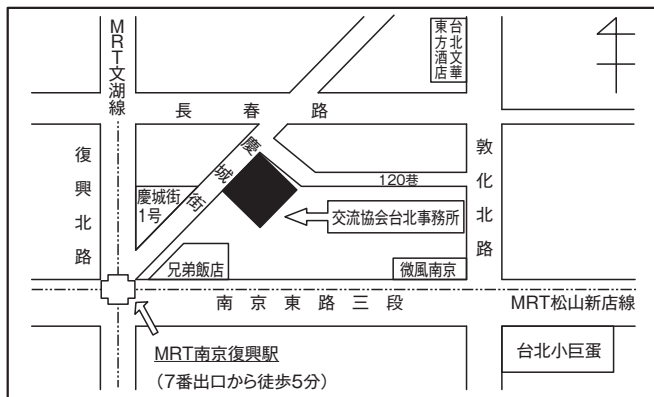 MRT文湖線
台北文華
東方酒店
長春路
復興北路
慶城街
敦化北路
120巷
慶城街
1号
交流協会台北事務所
兄弟飯店
微風南京
南京東路三段
MRT松山新店線
MRT南京復興駅
（7番出口から徒歩5分）
台北小巨蛋